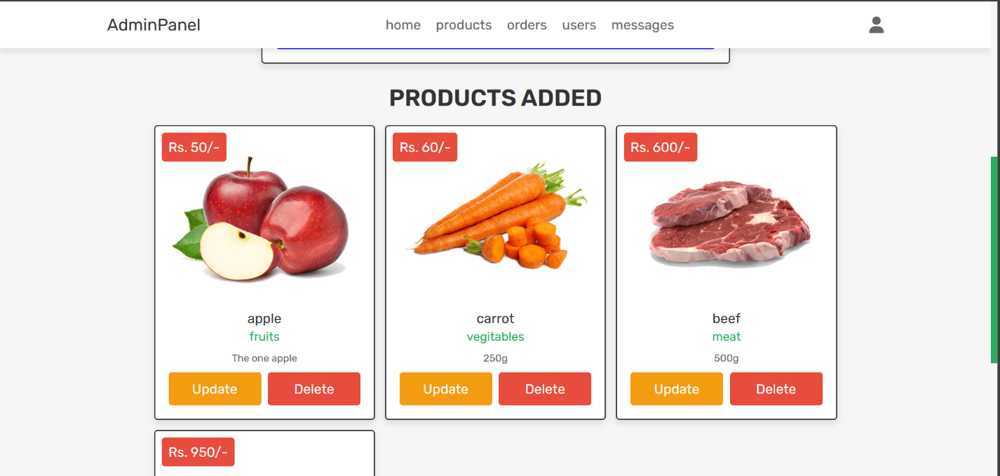 AdminPanel
home products orders users messages
PRODUCTS ADDED
Rs. 50/-
apple
fruits
The one apple
Update Delete
Rs. 60/-
carrot
vegitables
250g
Update Delete
Rs. 600/-
beef
meat
500g
Update Delete
Rs. 950/-